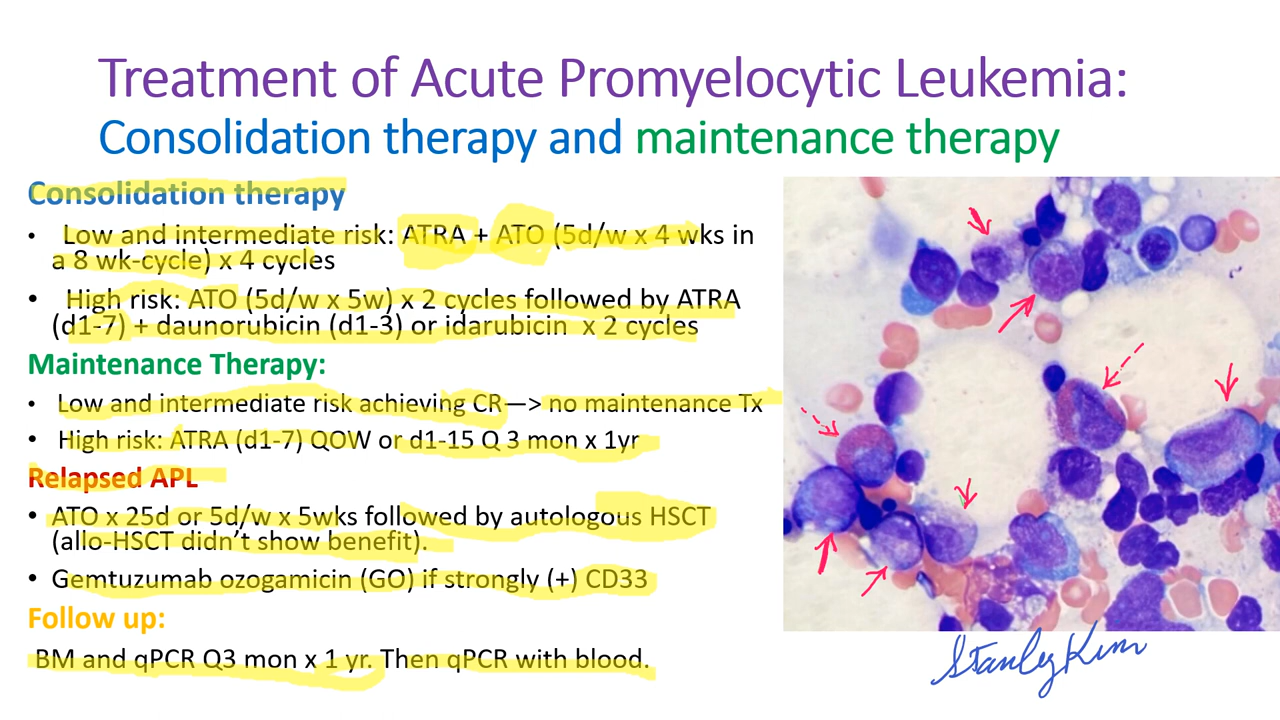 Treatment of Acute Promyelocytic Leukemia:
Consolidation therapy and maintenance therapy
Consolidation therapy
• Low and intermediate risk: ATRA + ATO (5d/w x 4 wks in
a 8 wk-cycle) x 4 cycles
• High risk: ATO (5d/w x 5w) x 2 cycles followed by ATRA
(d1-7) + daunorubicin (d1-3) or idarubicin x 2 cycles
Maintenance Therapy:
• Low and intermediate risk achieving CR—> no maintenance Tx
• High risk: ATRA (d1-7) QOW or d1-15 Q 3 mon x 1yr
Relapsed APL
• ATO x 25d or 5d/w x 5wks followed by autologous HSCT
(allo-HSCT didn't show benefit).
• Gemtuzumab ozogamicin (GO) if strongly (+) CD33
Follow up:
BM and qPCR Q3 mon x 1 yr. Then qPCR with blood.
Stanley Kim